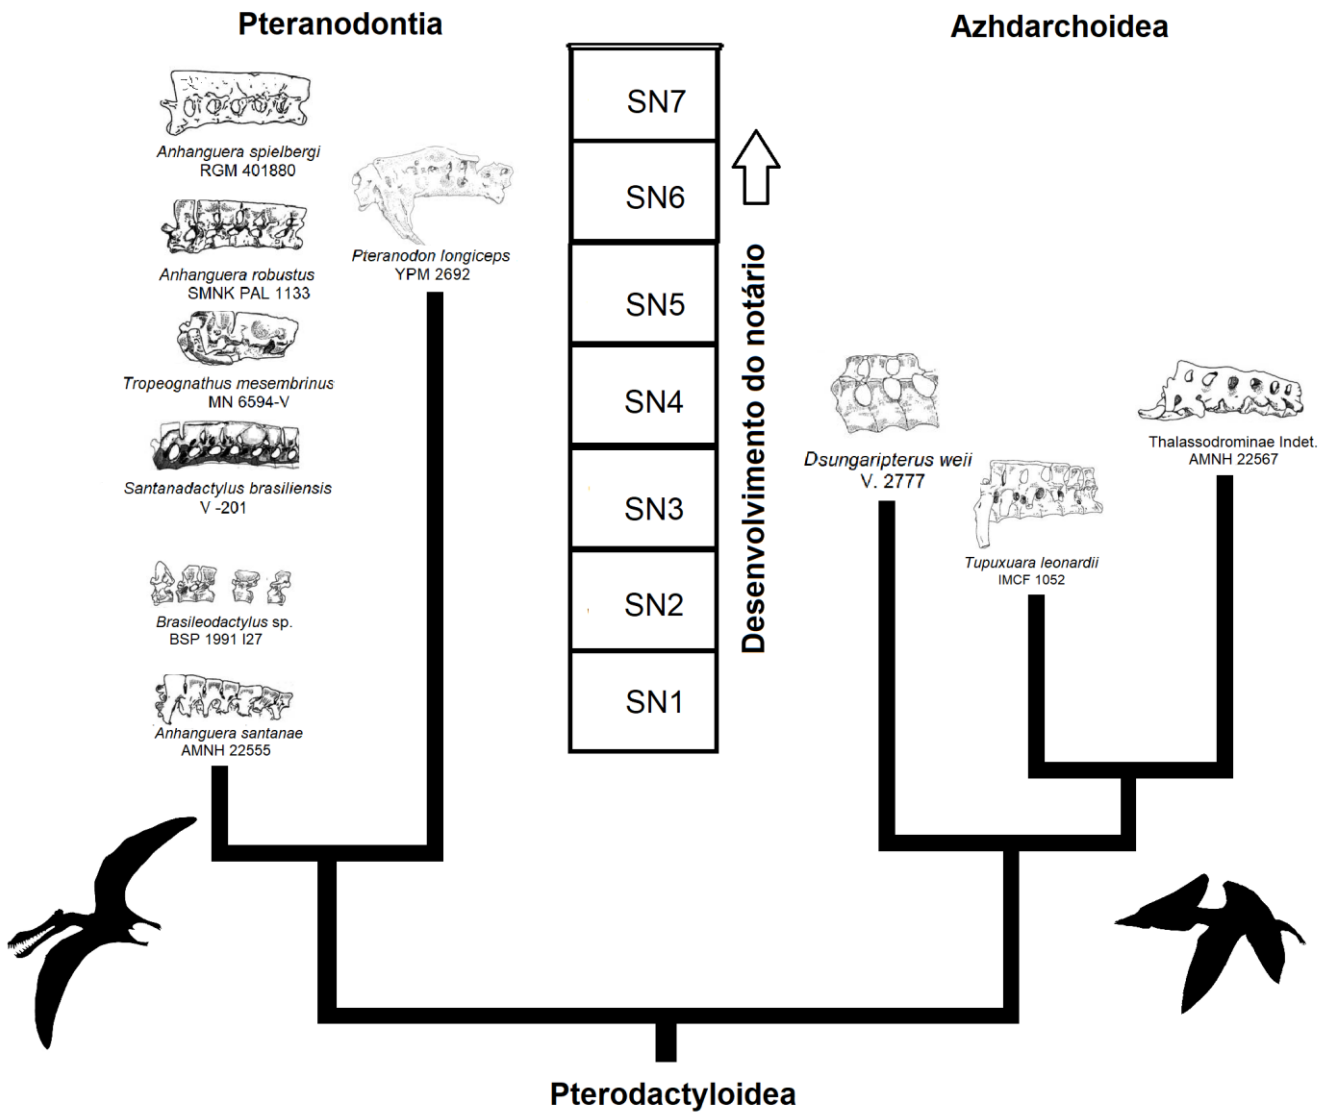 Pteranodontia
Azhdarchoidea
Anhanguera spielbergi
RGM 401880
Anhanguera robustus
SMNK PAL 1133
Tropeognathus mesembrinus
MN 6594-V
Santanadactylus brasiliensis
V -201
Brasileodactylus sp.
BSP 1991 I27
Anhanguera santanae
AMNH 22555
Pteranodon longiceps
YPM 2692
SN7
SN6
SN5
SN4
SN3
SN2
SN1
Desenvolvimento do notário
Dsungaripterus weii
V. 2777
Tupuxuara leonardii
IMCF 1052
Thalassodrominae Indet.
AMNH 22567
Pterodactyloidea